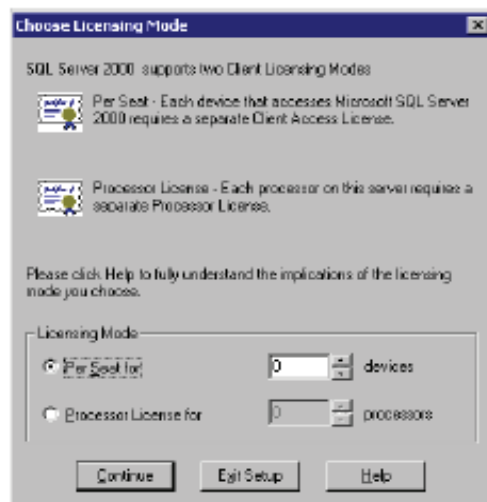 Choose Licensing Mode
SQL Server 2000 supports two Client Licensing Modes
Per Seat - Each device that accesses Microsoft SQL Server
2000 requires a separate Client Access License.
Processor License - Each processor on this server requires a
separate Processor License.
Please click Help to fully understand the implications of the licensing
mode you choose.
Licensing Mode
Per Seat for 0 devices
Processor License for 0 processors
Continue Exit Setup Help